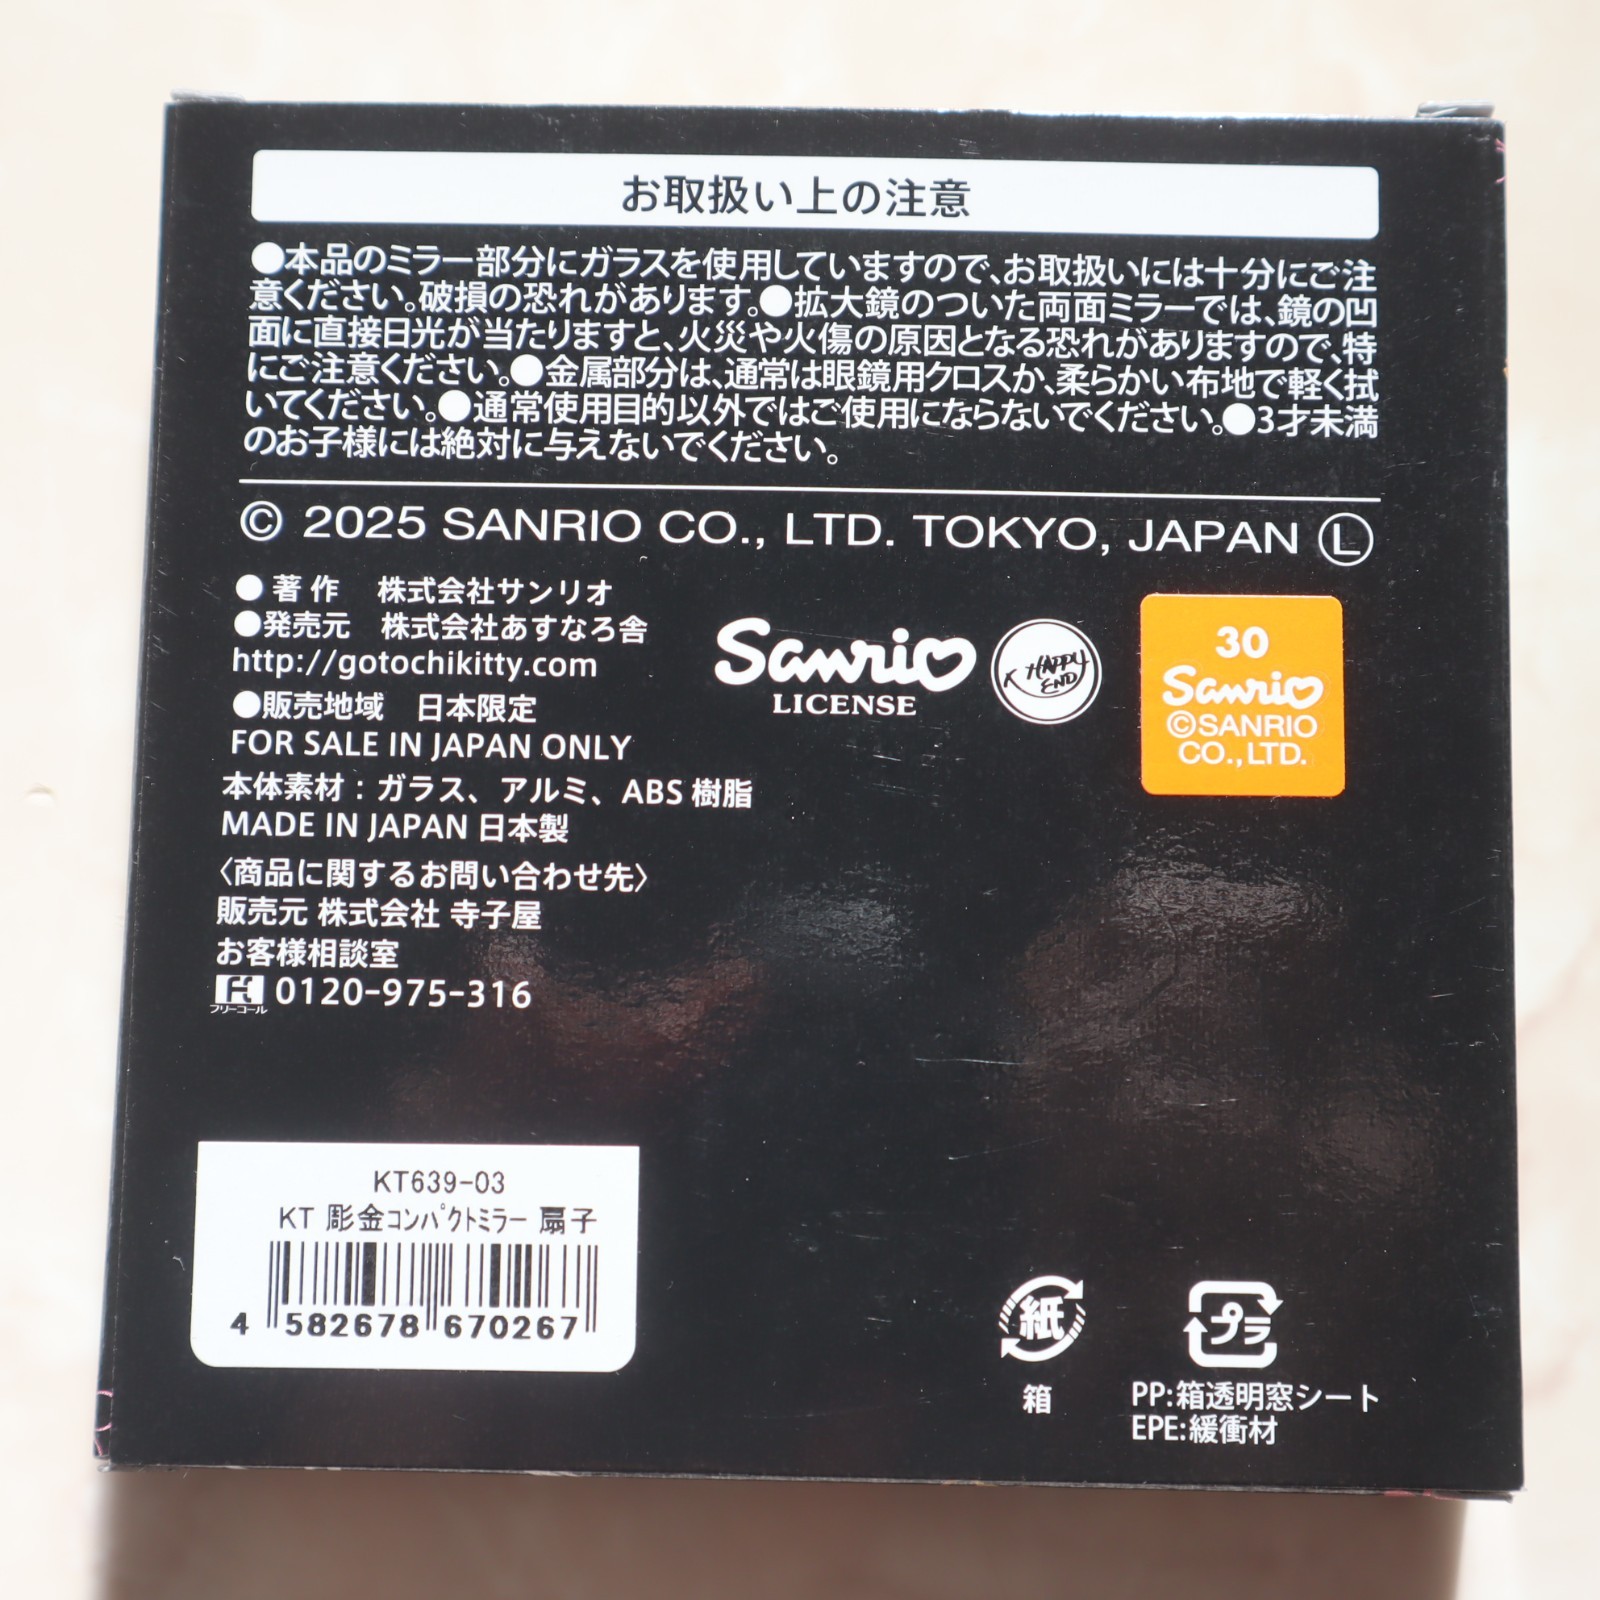 お取扱い上の注意
●本品のミラー部分にガラスを使用していますので、お取扱いには十分にご注
意ください。破損の恐れがあります。●拡大鏡のついた両面ミラーでは、鏡の凹
面に直接日光が当たりますと、火災や火傷の原因となる恐れがありますので、特
にご注意ください。●金属部分は、通常は眼鏡用クロスか、柔らかい布地で軽く拭
いてください。●通常使用目的以外ではご使用にならないでください。●3才未満
のお子様には絶対に与えないでください。
© 2025 SANRIO CO., LTD. TOKYO, JAPAN Ⓛ
●著作 株式会社サンリオ
●発売元 株式会社あすなろ舎
http://gotochikitty.com
●販売地域 日本限定
FOR SALE IN JAPAN ONLY
本体素材：ガラス、アルミ、ABS 樹脂
MADE IN JAPAN 日本製
〈商品に関するお問い合わせ先〉
販売元 株式会社 寺子屋
お客様相談室
フリーコール 0120-975-316
Sanrio
LICENSE
K HAPPY
END
30
Sanrio
©SANRIO
CO.,LTD.
KT639-03
KT 彫金ｺﾝﾊﾟｸﾄﾐﾗｰ 扇子
4 582678 670267
紙
箱
プラ
PP:箱透明窓シート
EPE:緩衝材